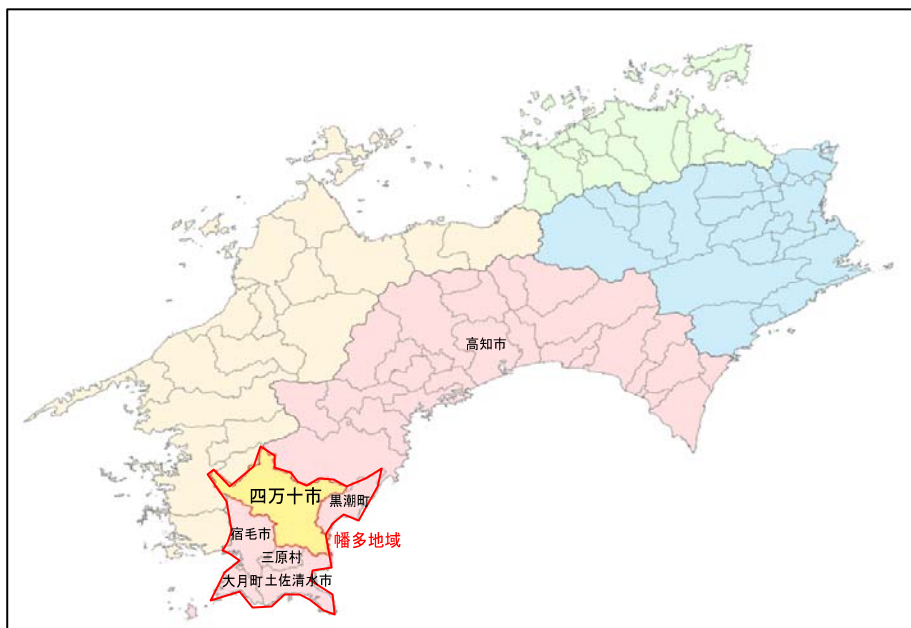 高知市
四万十市
黒潮町
宿毛市
幡多地域
三原村
大月町
土佐清水市